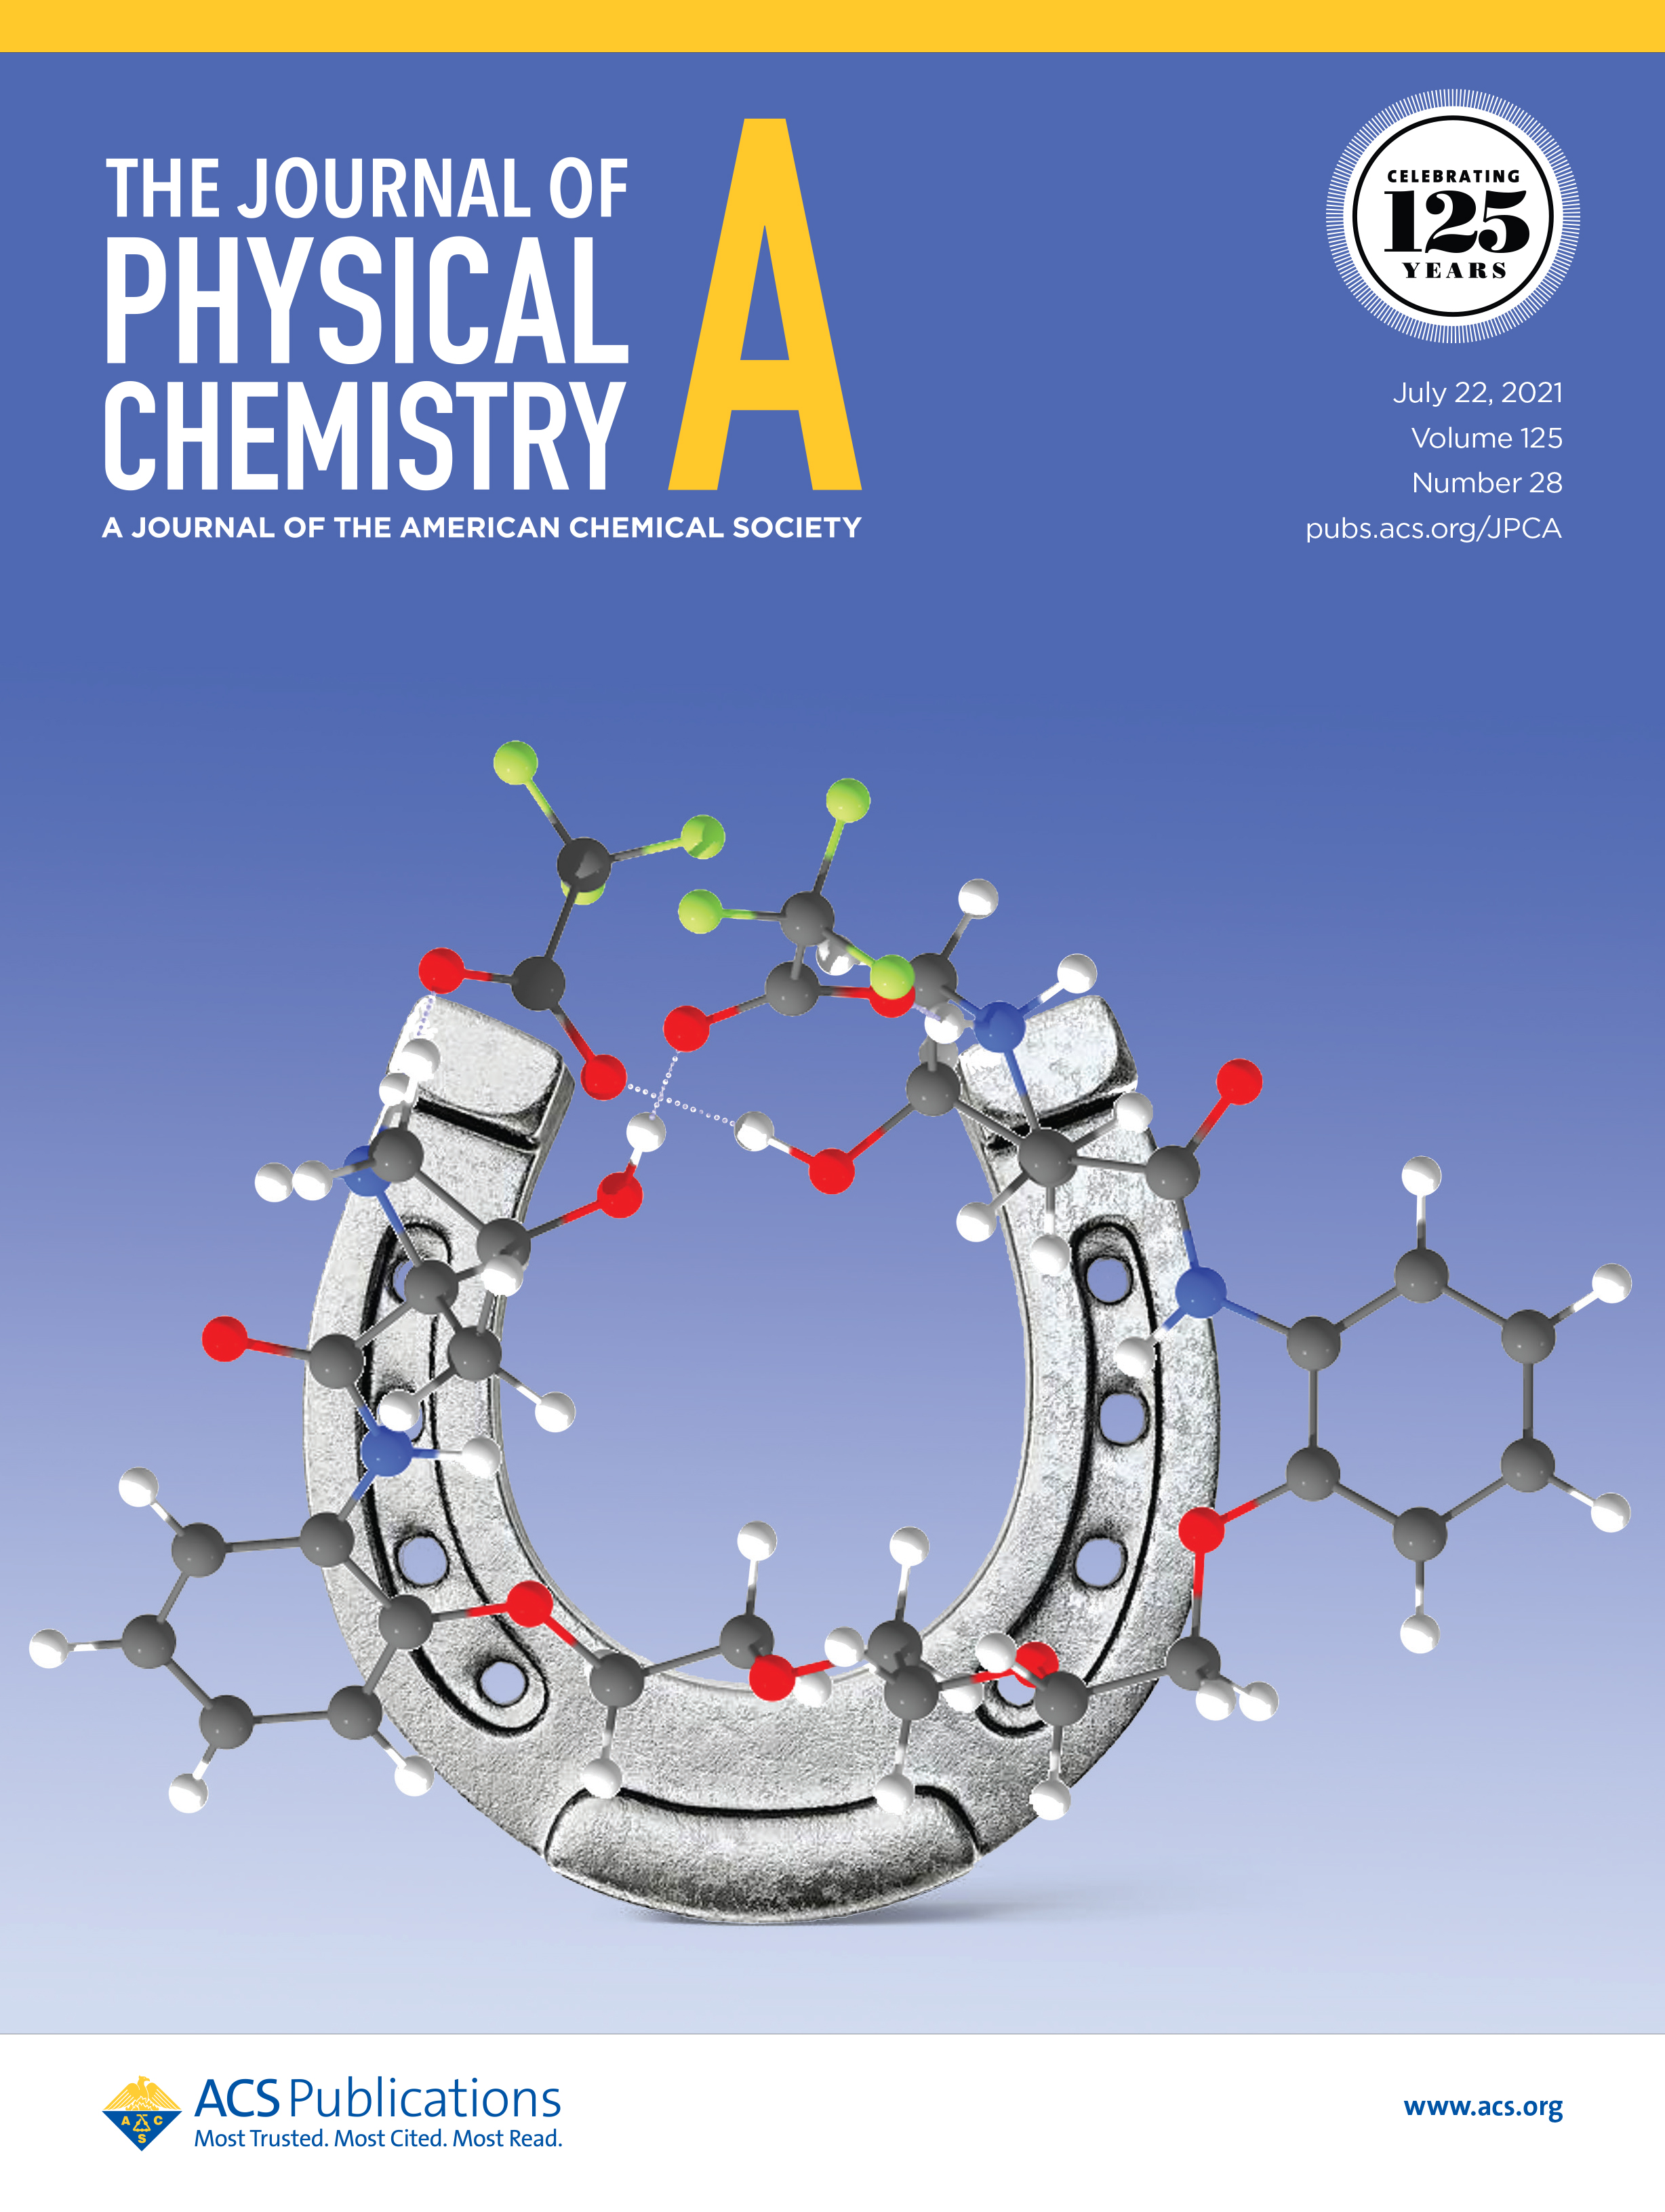 THE JOURNAL OF
PHYSICAL
CHEMISTRY
A
A JOURNAL OF THE AMERICAN CHEMICAL SOCIETY
CELEBRATING
125
YEARS
July 22, 2021
Volume 125
Number 28
pubs.acs.org/JPCA
A C
S
ACS Publications
Most Trusted. Most Cited. Most Read.
www.acs.org